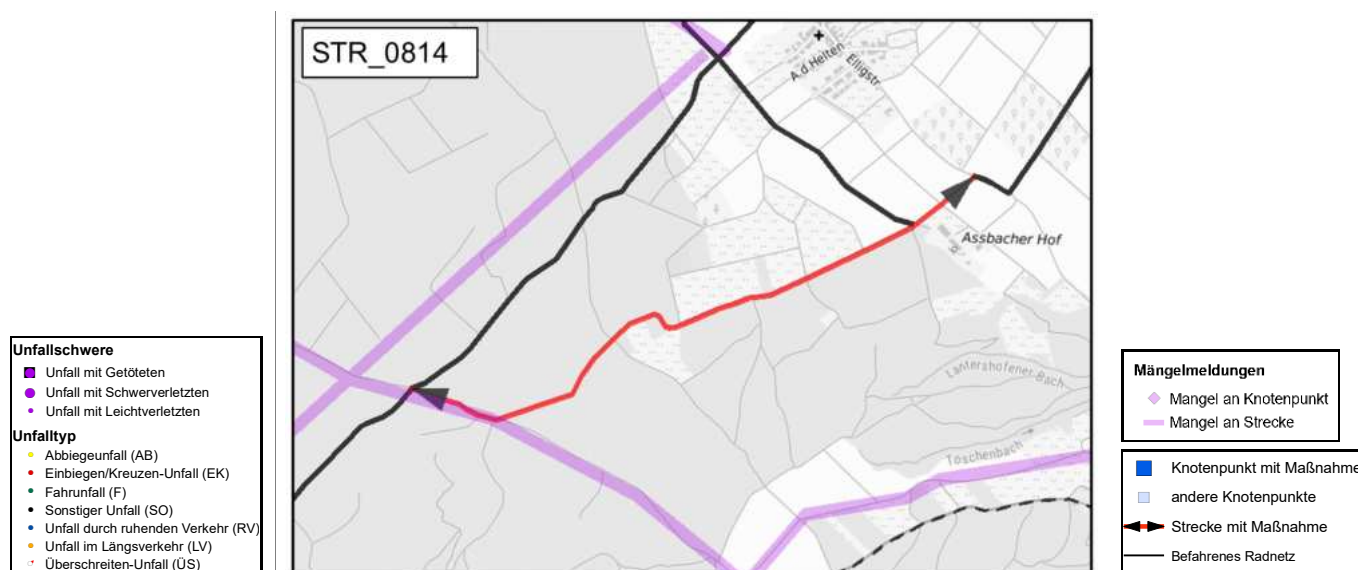 STR_0814
A.d.Helten
Elligstr.
Assbacher Hof
Lantershofener-Bach
Töschenbach
Unfallschwere
Unfall mit Getöteten
Unfall mit Schwerverletzten
Unfall mit Leichtverletzten
Unfalltyp
Abbiegeunfall (AB)
Einbiegen/Kreuzen-Unfall (EK)
Fahrunfall (F)
Sonstiger Unfall (SO)
Unfall durch ruhenden Verkehr (RV)
Unfall im Längsverkehr (LV)
Überschreiten-Unfall (ÜS)
Mängelmeldungen
Mangel an Knotenpunkt
Mangel an Strecke
Knotenpunkt mit Maßnahme
andere Knotenpunkte
Strecke mit Maßnahme
Befahrenes Radnetz